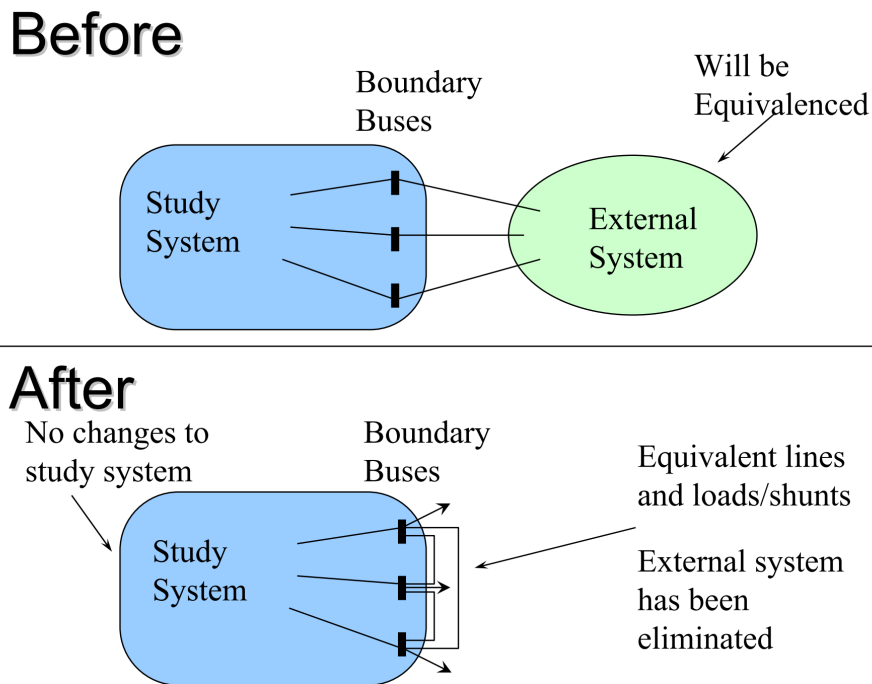 Before
Boundary
Buses
Will be
Equivalenced
Study
System
External
System
After
No changes to
study system
Boundary
Buses
Equivalent lines
and loads/shunts
Study
System
External system
has been
eliminated